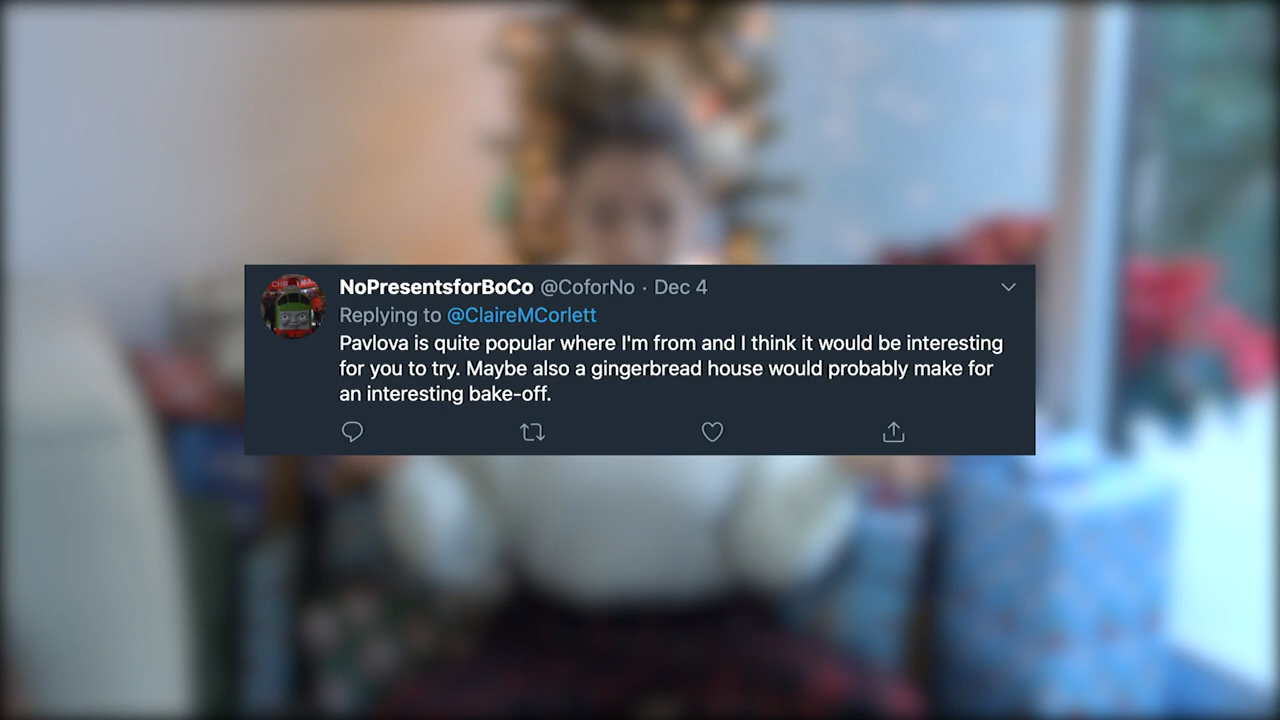 NoPresentsforBoCo @CoforNo · Dec 4
Replying to @ClaireMCorlett
Pavlova is quite popular where I'm from and I think it would be interesting
for you to try. Maybe also a gingerbread house would probably make for
an interesting bake-off.